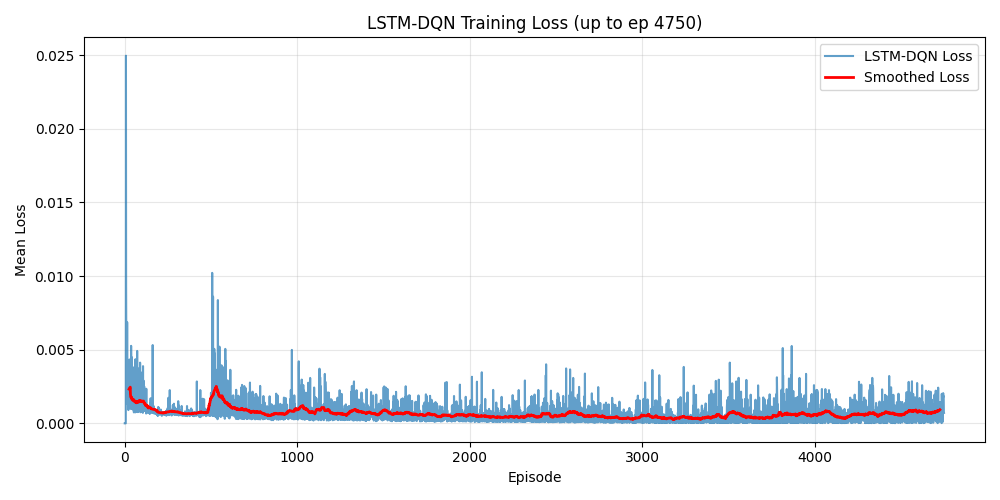 LSTM-DQN Training Loss (up to ep 4750)
LSTM-DQN Loss
Smoothed Loss
Mean Loss
0.025
0.020
0.015
0.010
0.005
0.000
0 1000 2000 3000 4000
Episode